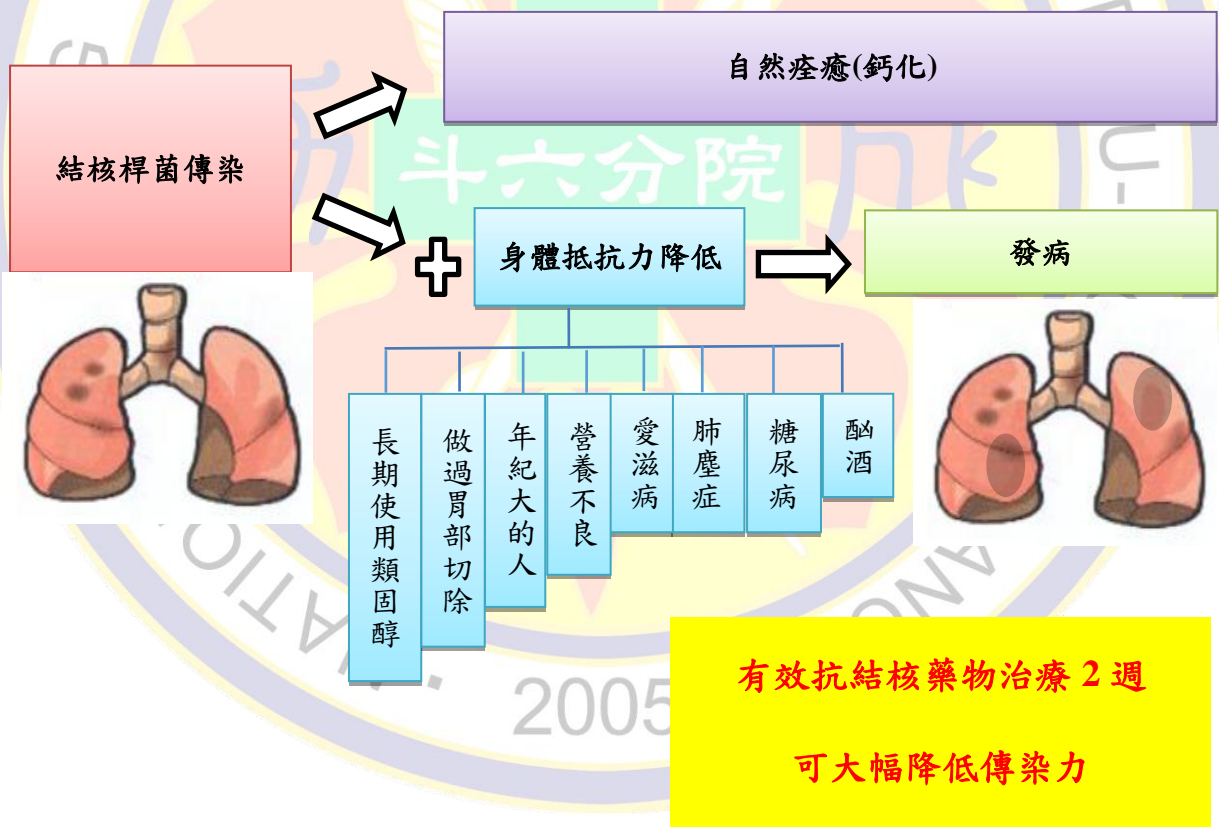 自然痊癒(鈣化)
結核桿菌傳染
斗六分院
身體抵抗力降低
發病
長期使用類固醇
做過胃部切除
年紀大的人
營養不良
愛滋病
肺塵症
糖尿病
酗酒
2005
有效抗結核藥物治療 2 週
可大幅降低傳染力